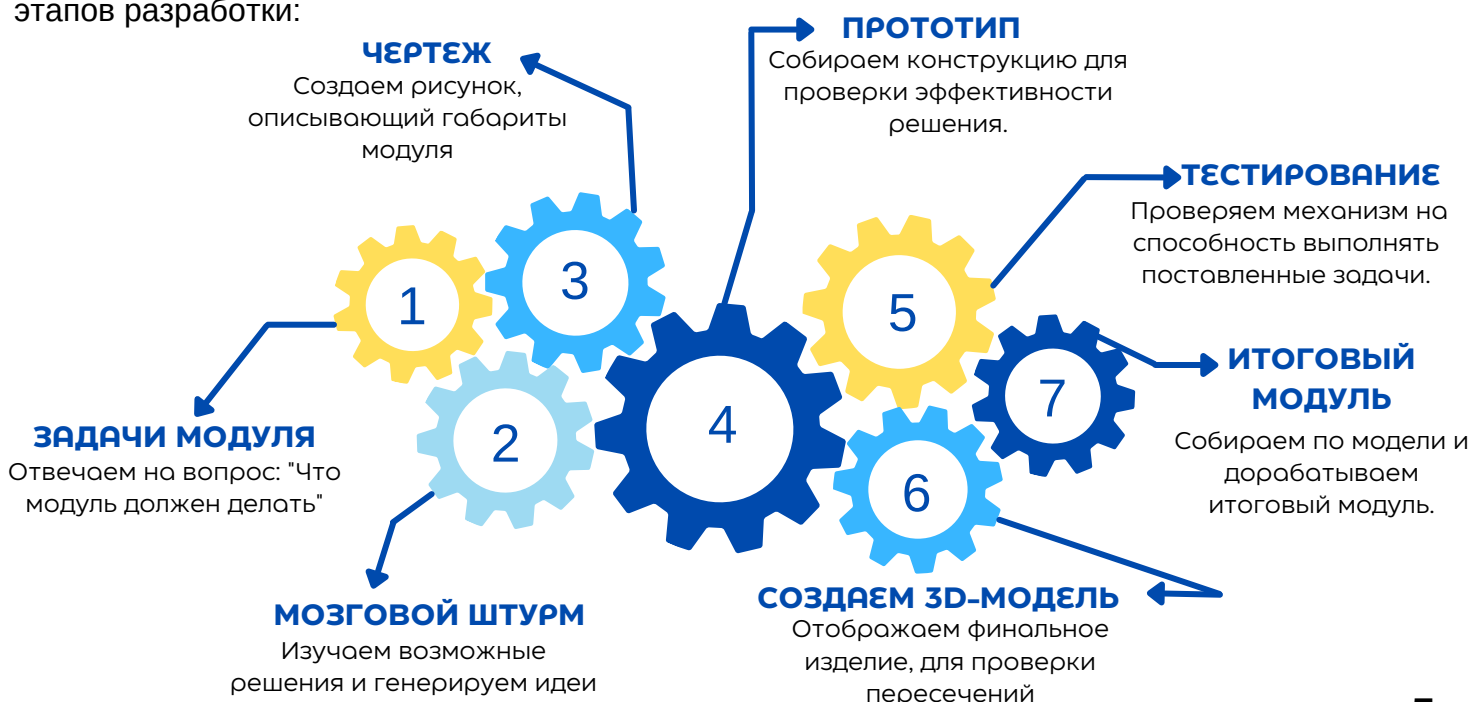 этапов разработки:
ЧЕРТЕЖ
Создаем рисунок,
описывающий габариты
модуля
ПРОТОТИП
Собираем конструкцию для
проверки эффективности
решения.
ТЕСТИРОВАНИЕ
Проверяем механизм на
способность выполнять
поставленные задачи.
1
3
5
2
4
6
7
ИТОГОВЫЙ
МОДУЛЬ
Собираем по модели и
дорабатываем
итоговый модуль.
ЗАДАЧИ МОДУЛЯ
Отвечаем на вопрос: "Что
модуль должен делать"
МОЗГОВОЙ ШТУРМ
Изучаем возможные
решения и генерируем идеи
СОЗДАЕМ 3D-МОДЕЛЬ
Отображаем финальное
изделие, для проверки
пересечений